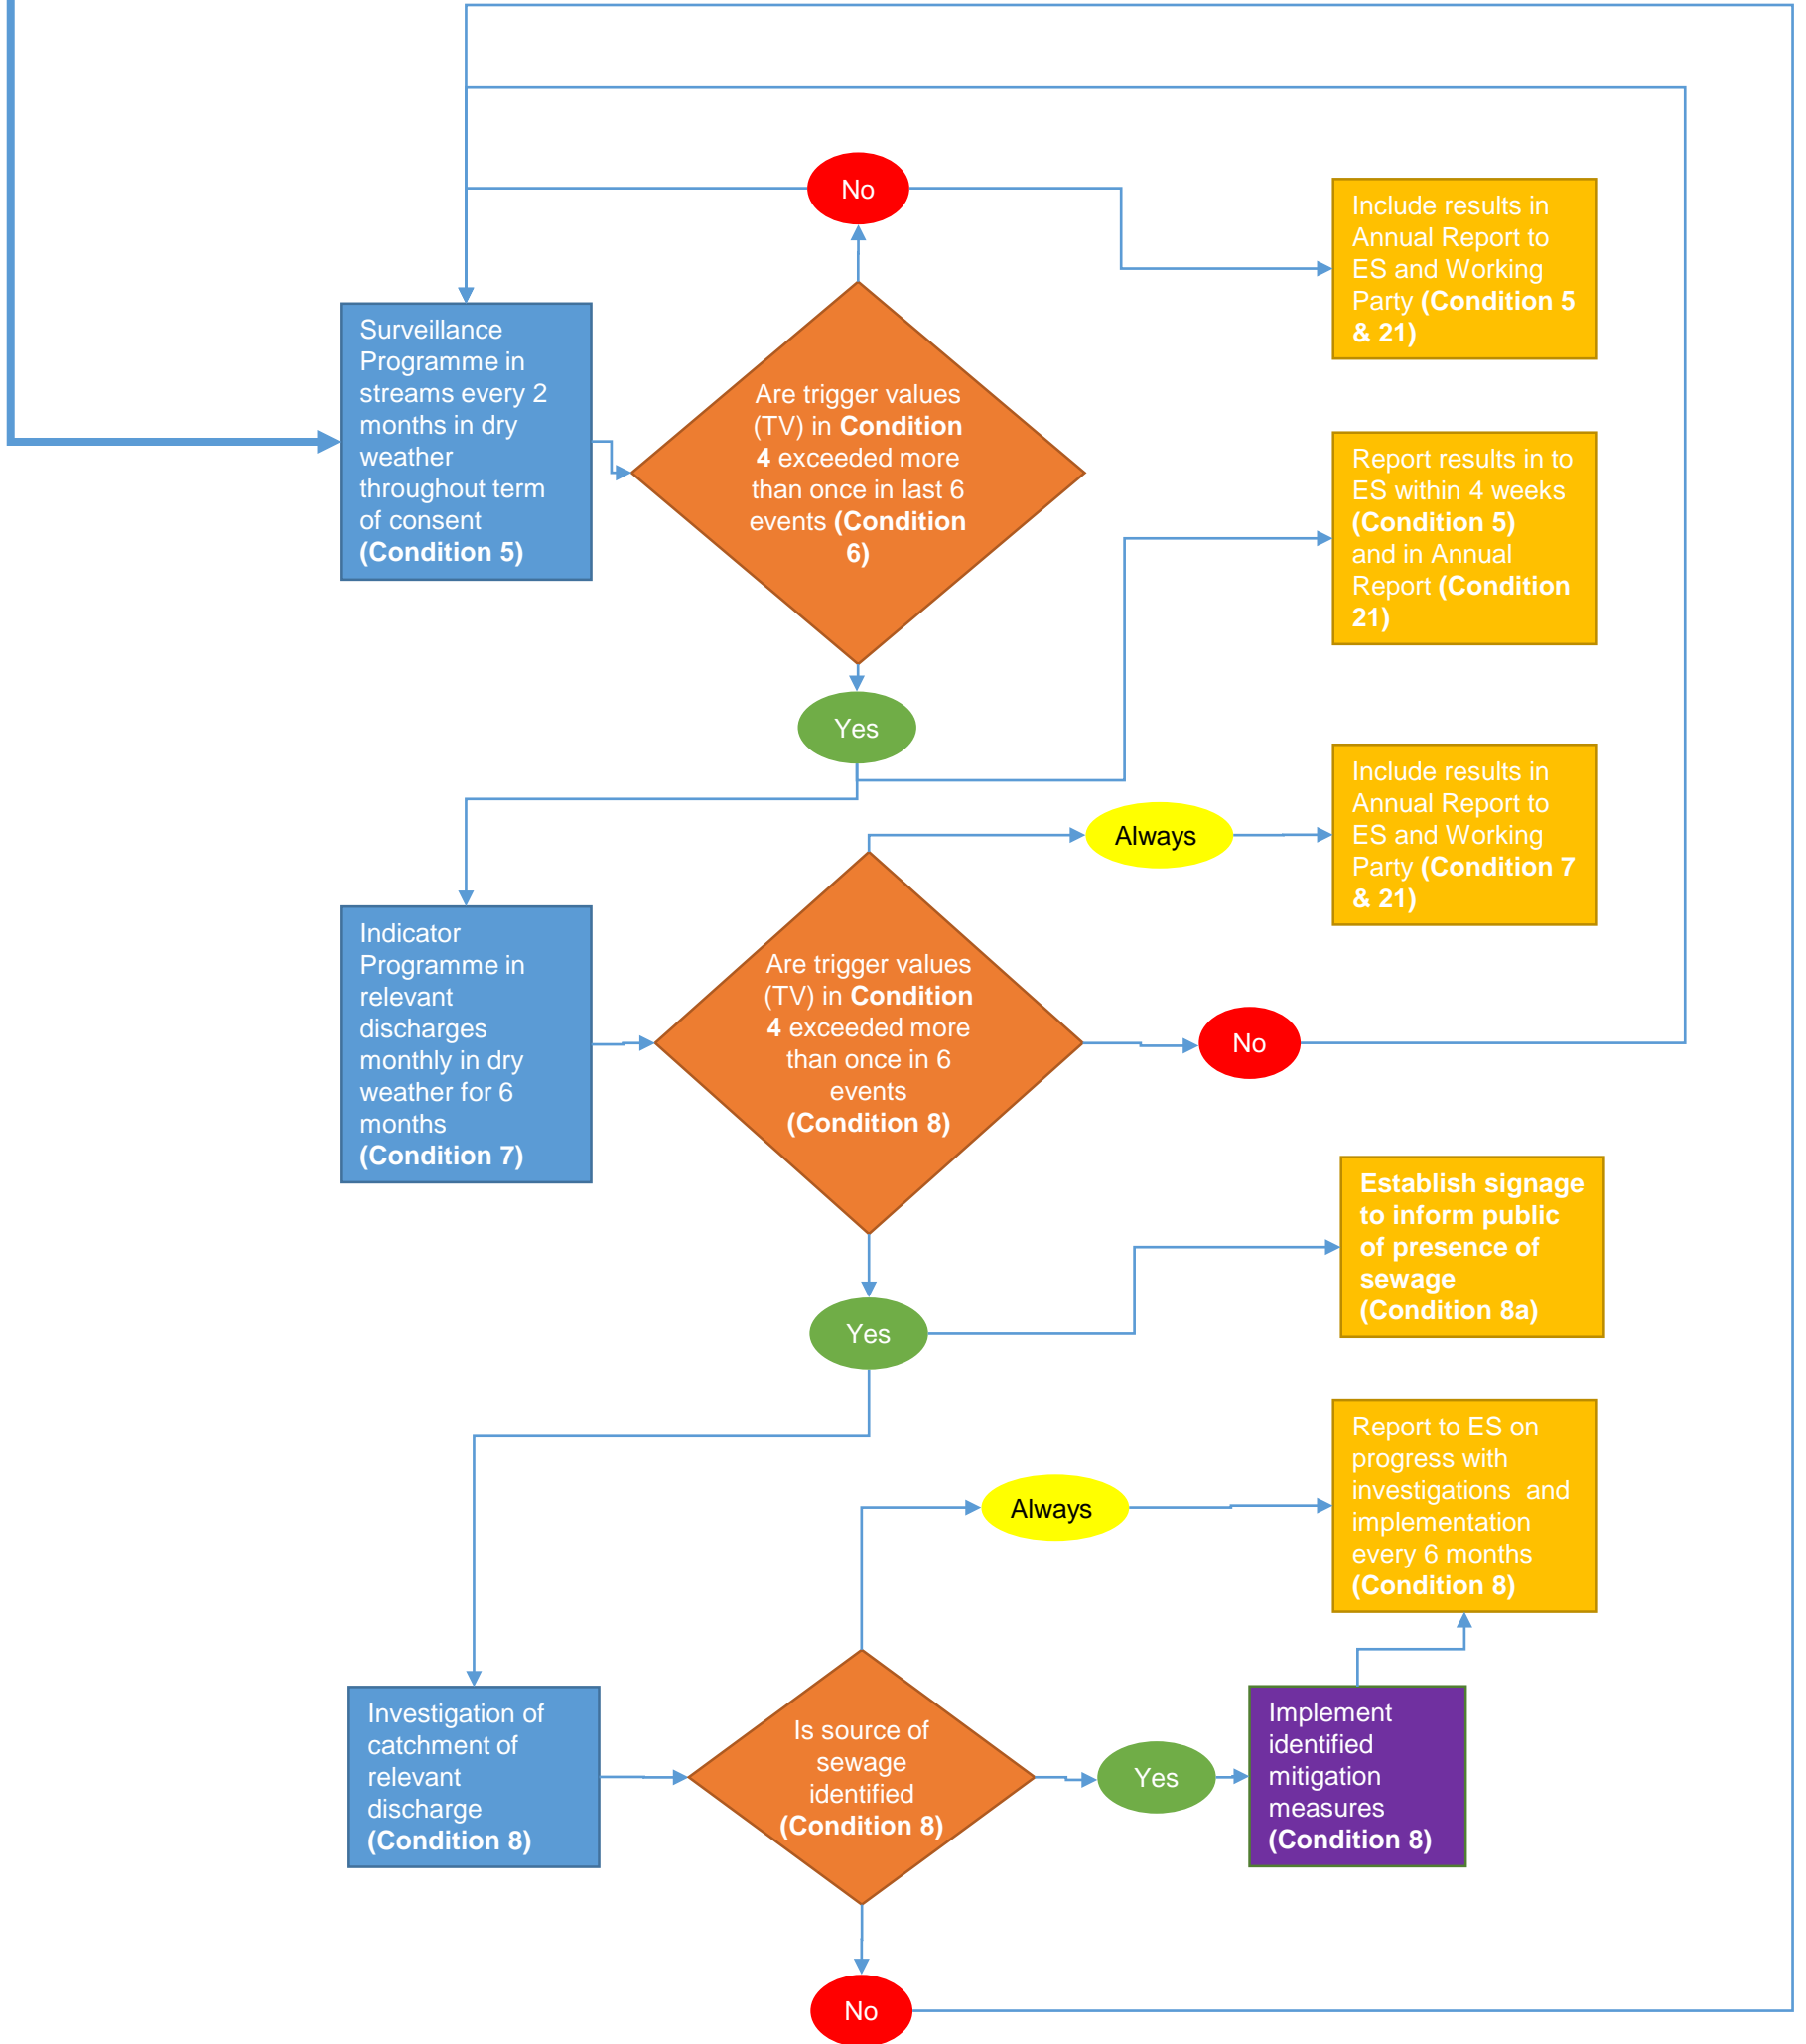 No
Include results in
Annual Report to
ES and Working
Party (Condition 5
& 21)
Surveillance
Programme in
streams every 2
months in dry
weather
throughout term
of consent
(Condition 5)
Are trigger values
(TV) in Condition
4 exceeded more
than once in last 6
events (Condition
6)
Report results in to
ES within 4 weeks
(Condition 5)
and in Annual
Report (Condition
21)
Yes
Include results in
Annual Report to
ES and Working
Party (Condition 7
& 21)
Always
Indicator
Programme in
relevant
discharges
monthly in dry
weather for 6
months
(Condition 7)
Are trigger values
(TV) in Condition
4 exceeded more
than once in 6
events
(Condition 8)
No
Establish signage
to inform public
of presence of
sewage
(Condition 8a)
Yes
Report to ES on
progress with
investigations  and
implementation
every 6 months
(Condition 8)
Always
Investigation of
catchment of
relevant
discharge
(Condition 8)
Is source of
sewage
identified
(Condition 8)
Yes
Implement
identified
mitigation
measures
(Condition 8)
No